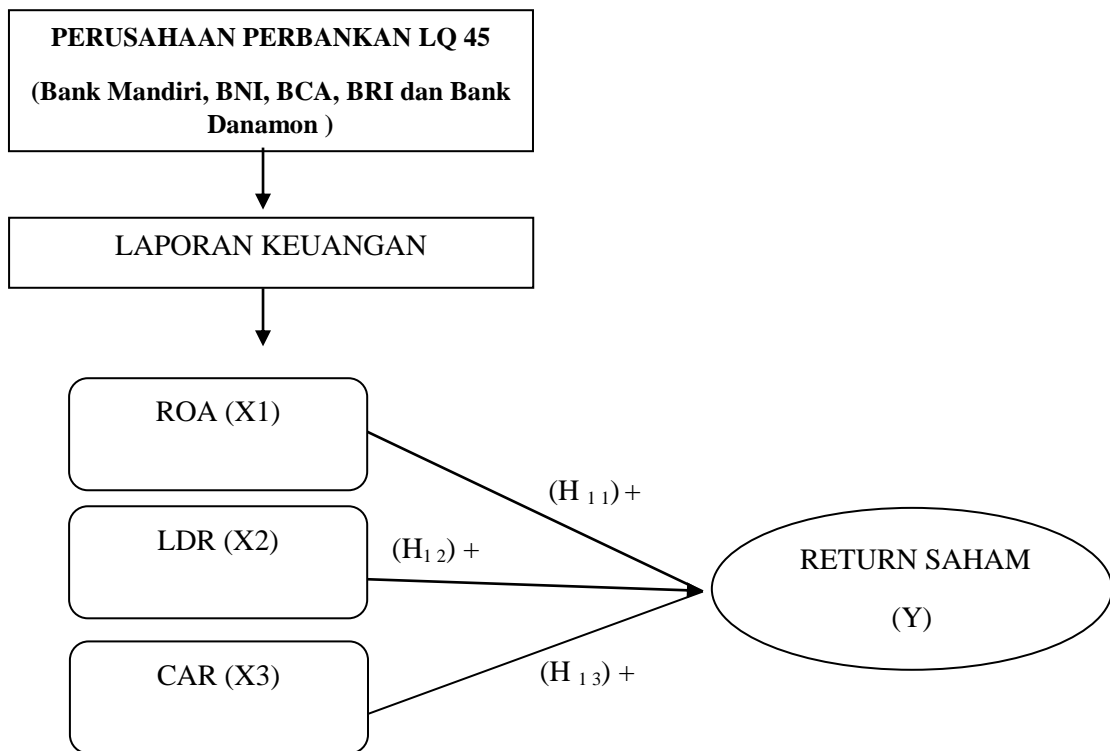 PERUSAHAAN PERBANKAN LQ 45
(Bank Mandiri, BNI, BCA, BRI dan Bank
Danamon )
LAPORAN KEUANGAN
ROA (X1)
(H 1 1) +
LDR (X2)
(H1 2) +
RETURN SAHAM
(Y)
CAR (X3)
(H 1 3) +